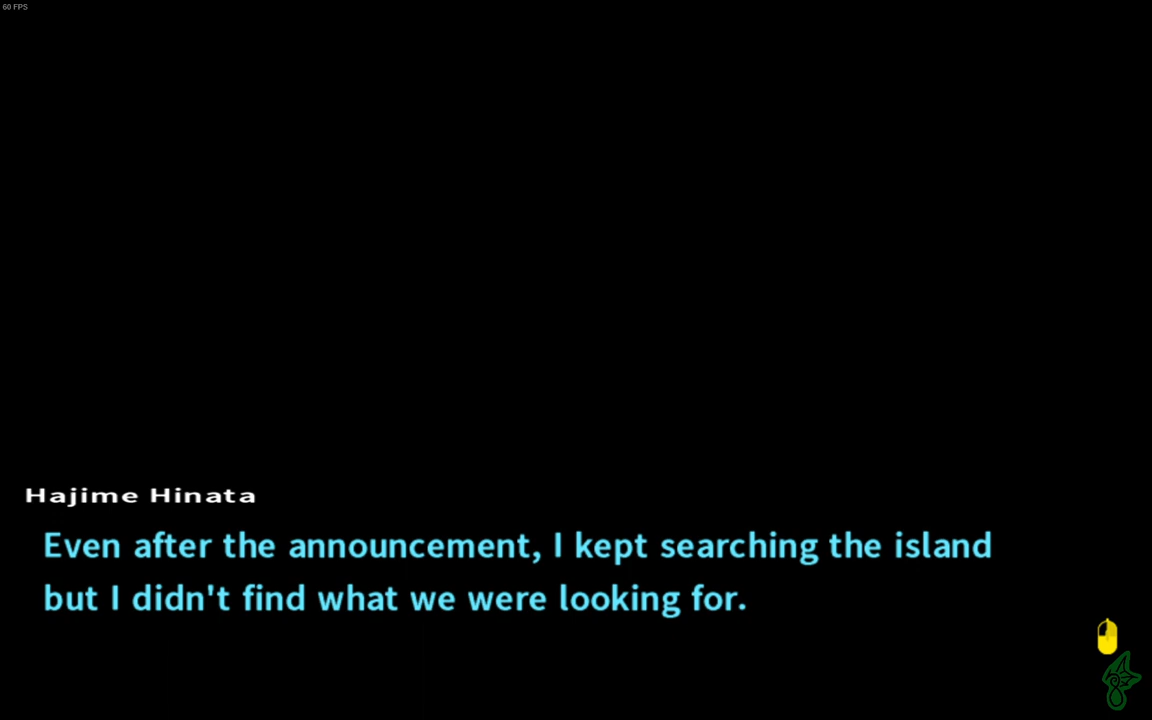 60 FPS
Hajime Hinata
Even after the announcement, I kept searching the island
but I didn't find what we were looking for.